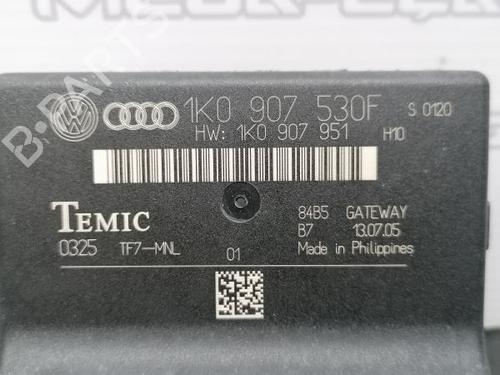 1K0 907 530F S 0120
HW: 1K0 907 951 H10
TEMIC 84B5 GATEWAY
B7 13.07.05
0325 TF7-MNL 01 Made in Philippines
B-PARTS